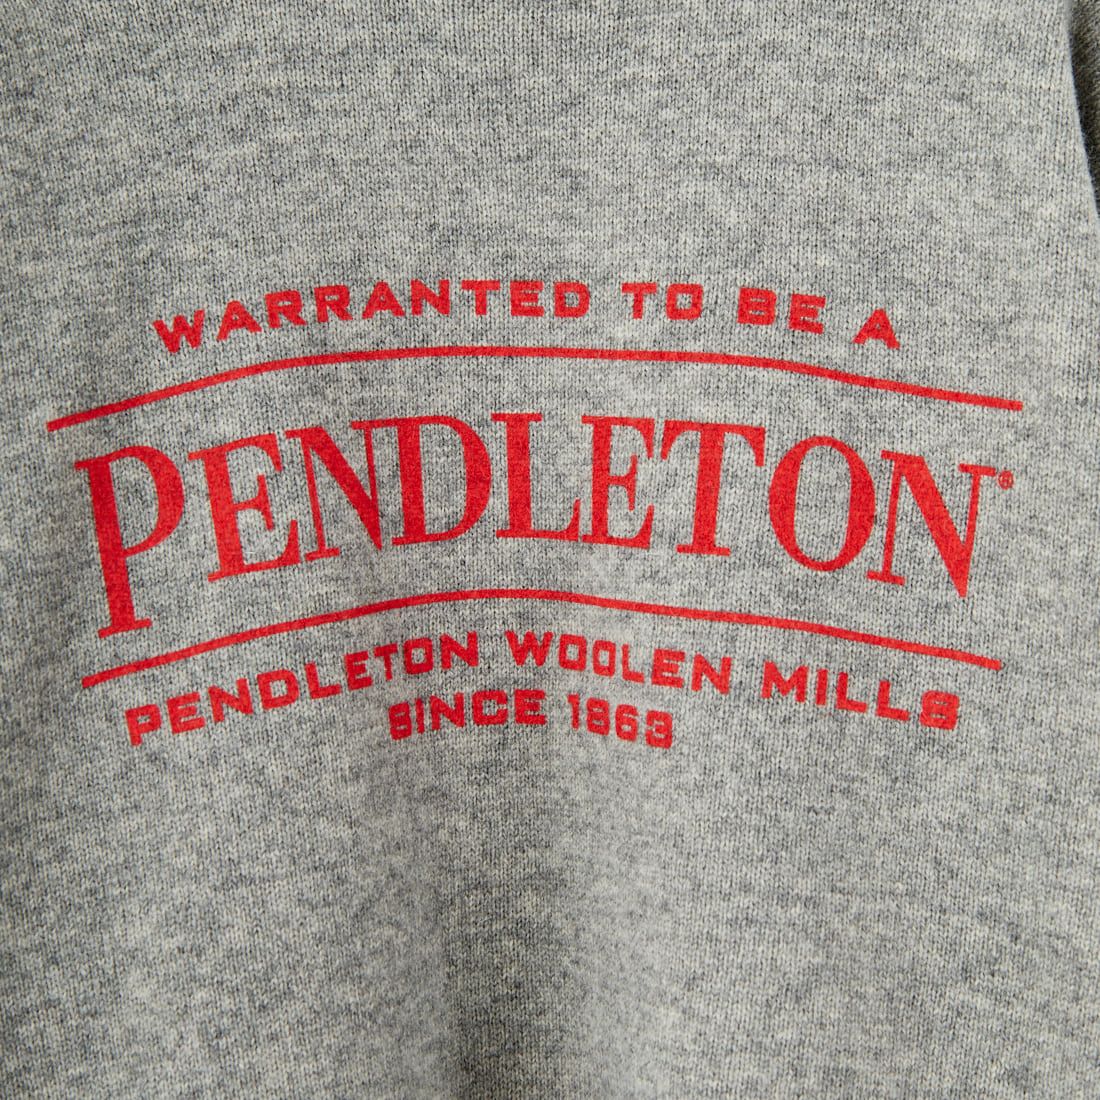 WARRANTED TO BE A
PENDLETON®
PENDLETON WOOLEN MILLS
SINCE 1863